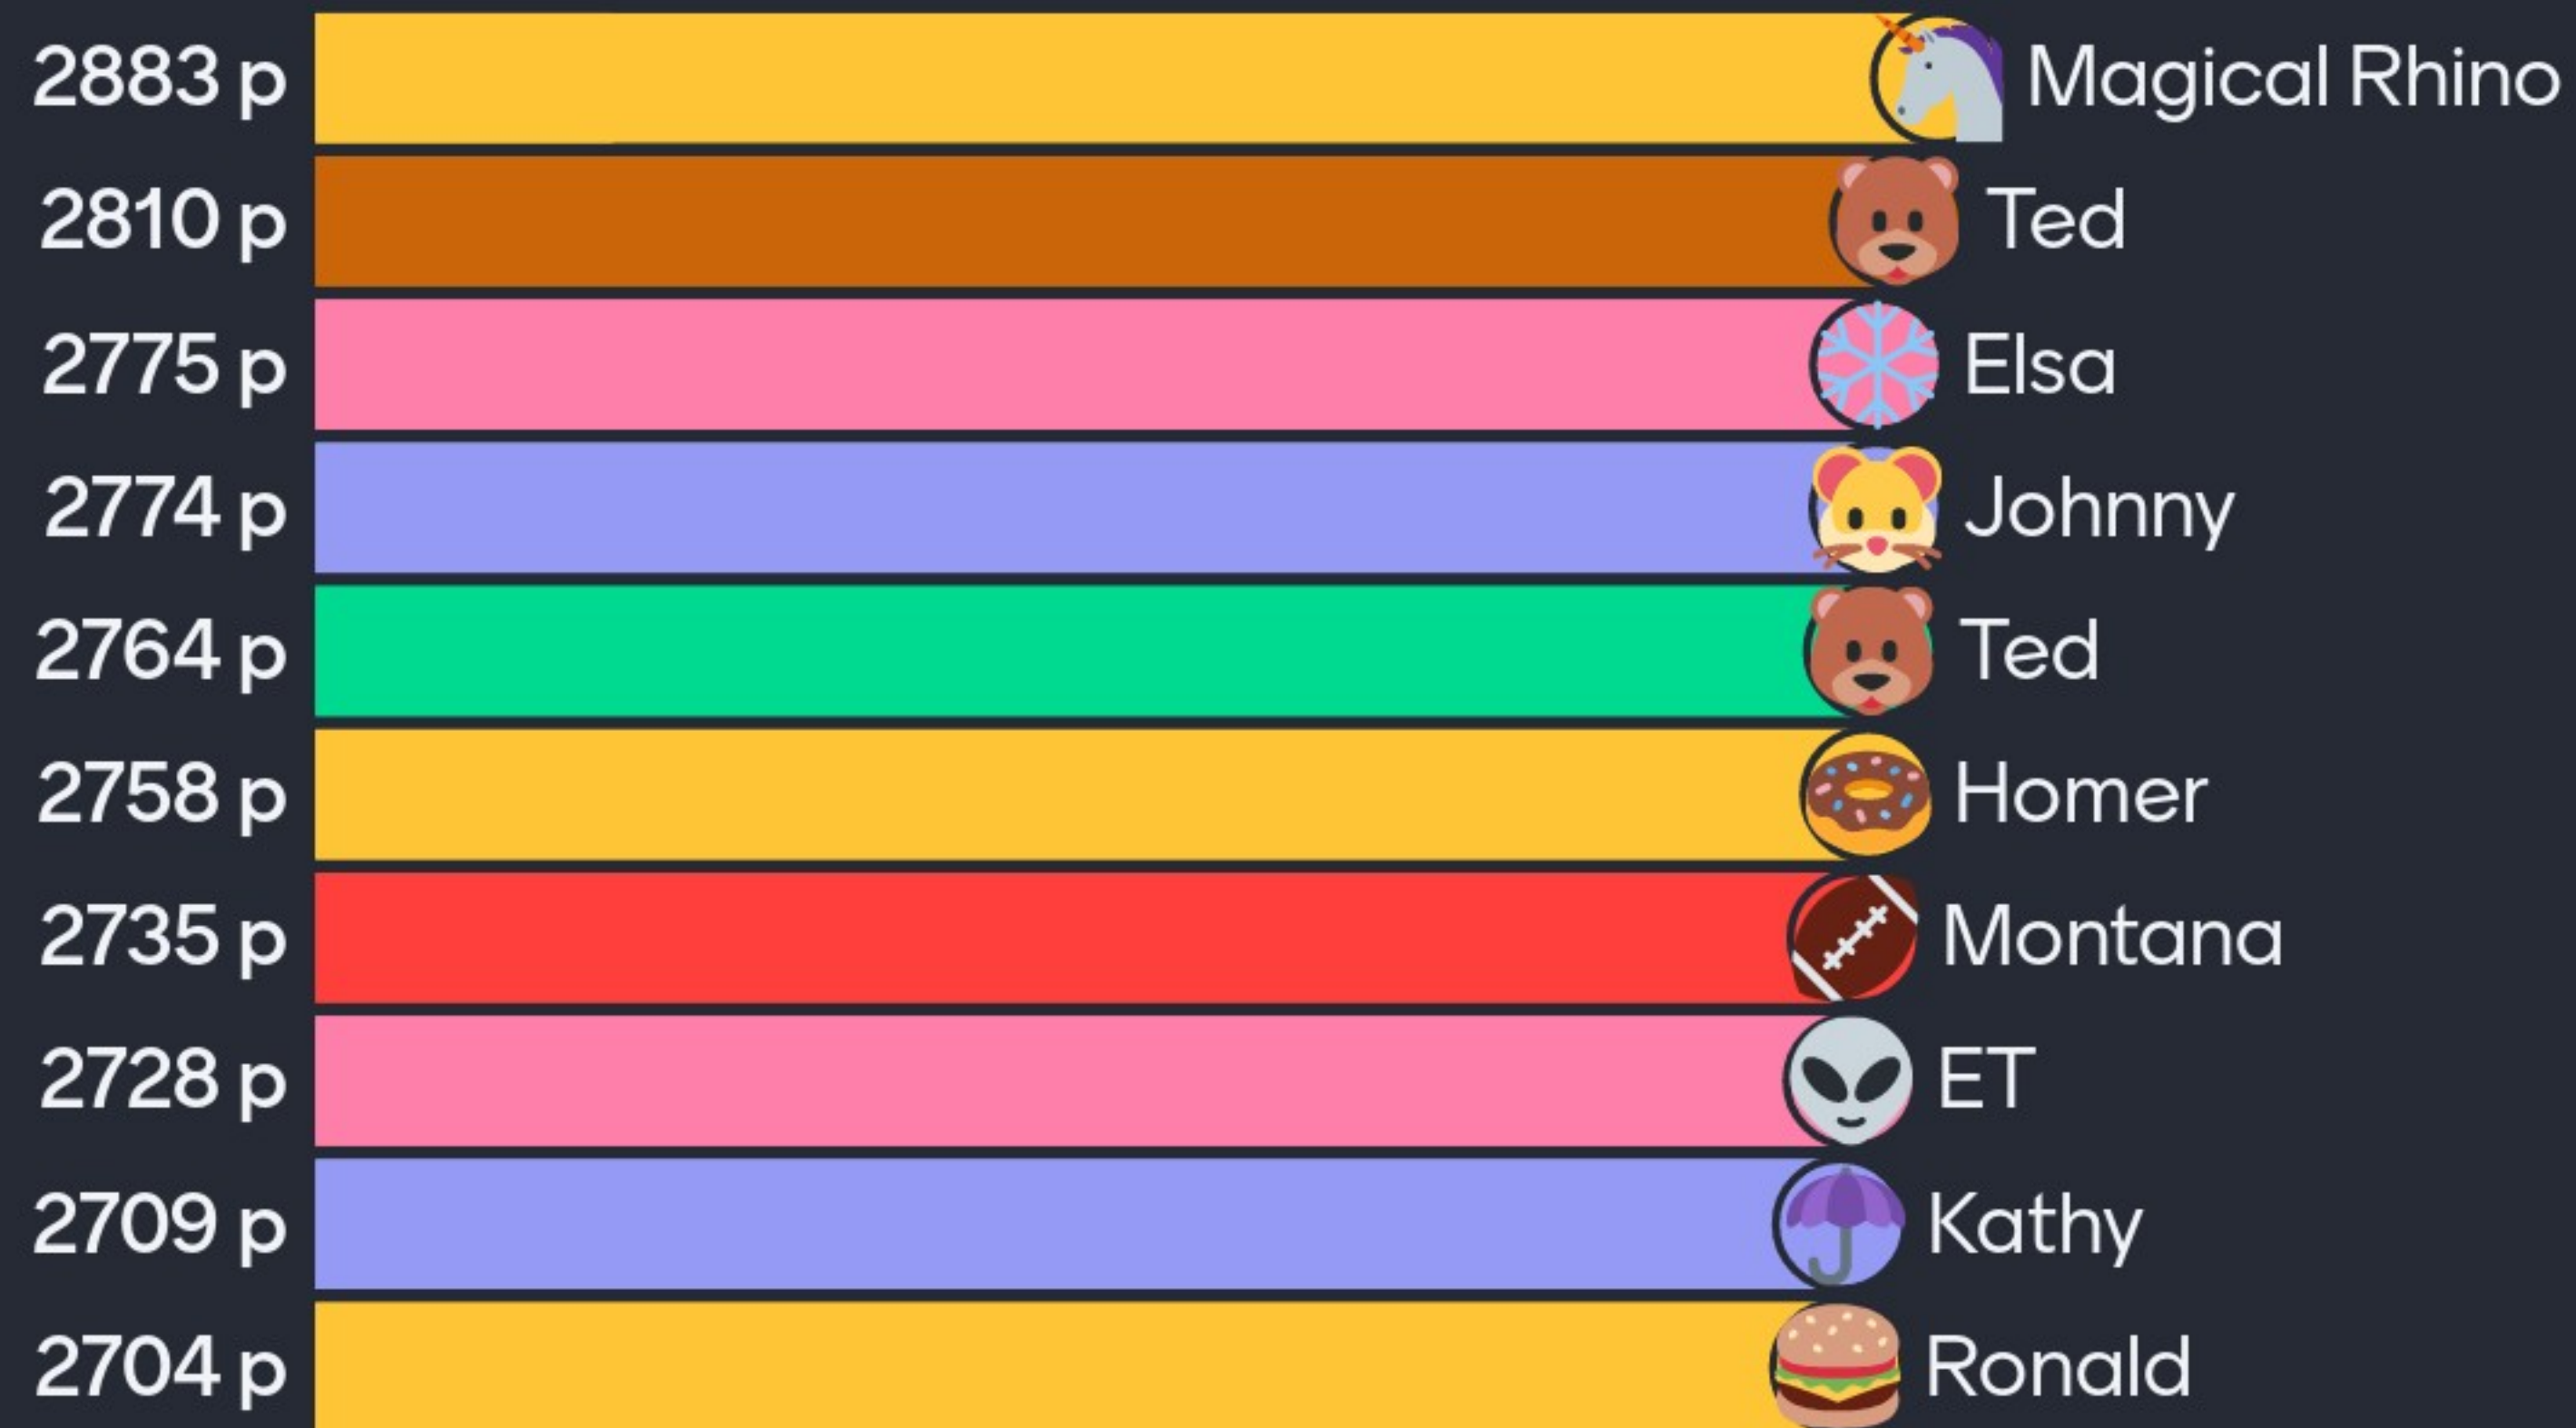 2883 p Magical Rhino
2810 p Ted
2775 p Elsa
2774 p Johnny
2764 p Ted
2758 p Homer
2735 p Montana
2728 p ET
2709 p Kathy
2704 p Ronald